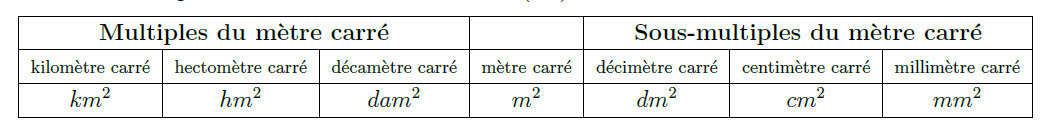 Multiples du mètre carré Sous-multiples du mètre carré
kilomètre carré hectomètre carré décamètre carré mètre carré décimètre carré centimètre carré millimètre carré
km² hm² dam² m² dm² cm² mm²